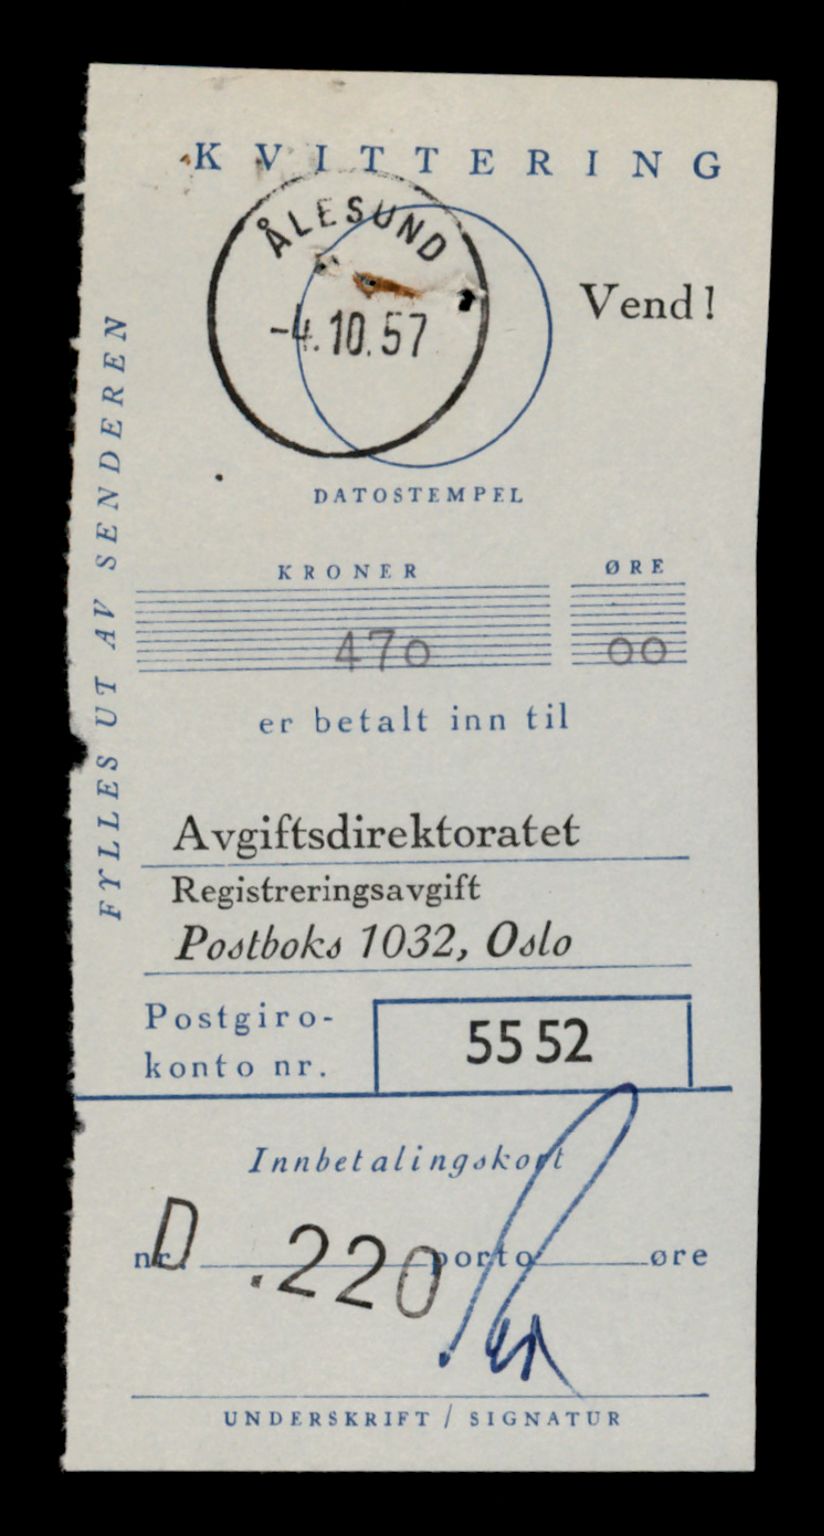 KVITTERING
ÅLESUND
-4.10.57
Vend!
DATOSTEMPEL
FYLLES UT AV SENDEREN
KRONER ØRE
470 00
er betalt inn til
Avgiftsdirektoratet
Registreringsavgift
Postboks 1032, Oslo
Postgiro-
konto nr.
55 52
Innbetalingskort
nr. porto øre
D .220
UNDERSKRIFT / SIGNATUR